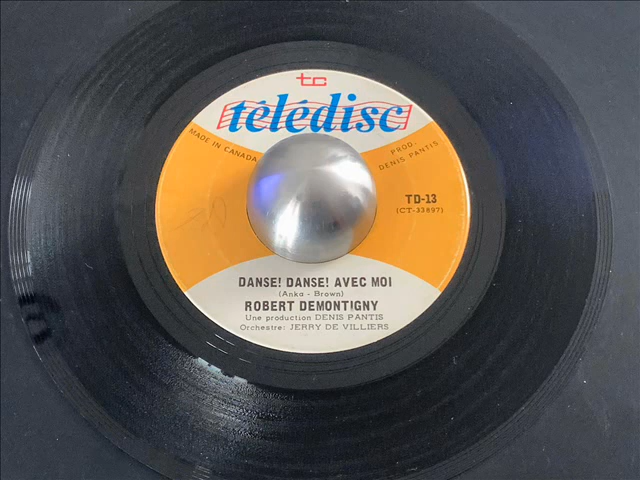 tc
télédisc
MADE IN CANADA
PROD.
DENIS PANTIS
TD-13
(CT-33897)
DANSE! DANSE! AVEC MOI
(Anka - Brown)
ROBERT DEMONTIGNY
Une production DENIS PANTIS
Orchestre: JERRY DE VILLIERS